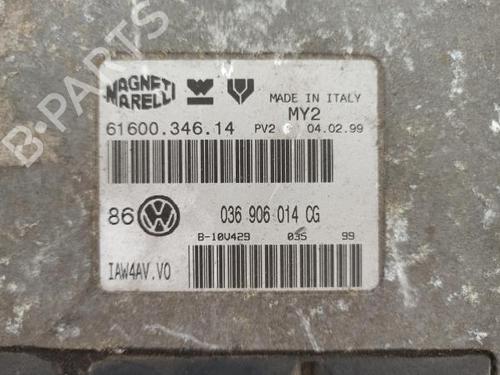 B-PARTS
MAGNETI
MARELLI
MADE IN ITALY
MY2
61600.346.14 PV2 04.02.99
86 036 906 014 CG
B-10V429 035 99
IAW4AV.V0